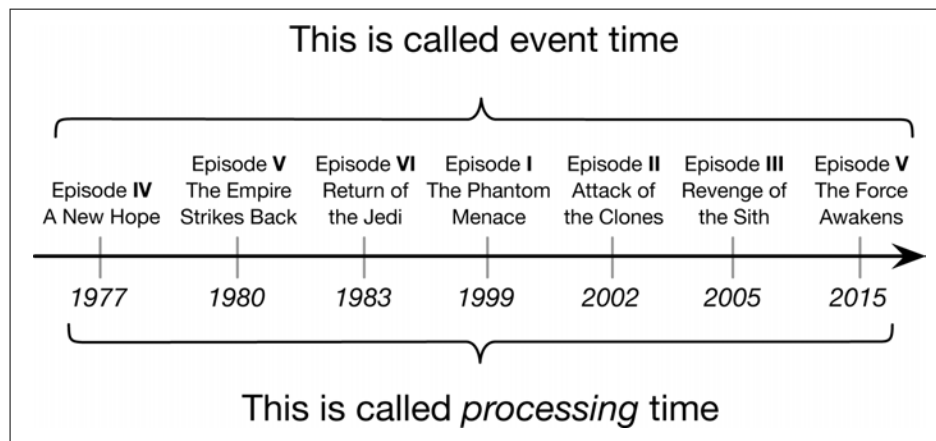 This is called event time
Episode IV
A New Hope
Episode V
The Empire
Strikes Back
Episode VI
Return of
the Jedi
Episode I
The Phantom
Menace
Episode II
Attack of
the Clones
Episode III
Revenge of
the Sith
Episode V
The Force
Awakens
1977
1980
1983
1999
2002
2005
2015
This is called processing time